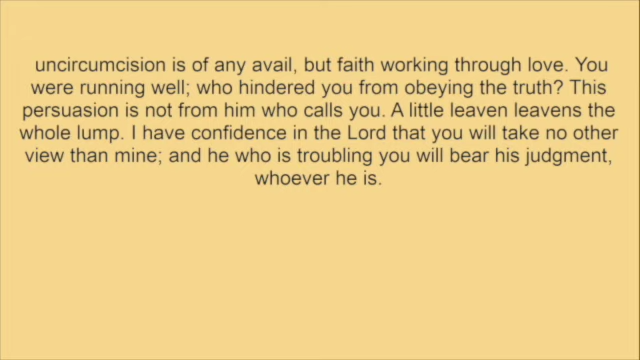 uncircumcision is of any avail, but faith working through love. You
were running well; who hindered you from obeying the truth? This
persuasion is not from him who calls you. A little leaven leavens the
whole lump. I have confidence in the Lord that you will take no other
view than mine; and he who is troubling you will bear his judgment,
whoever he is.